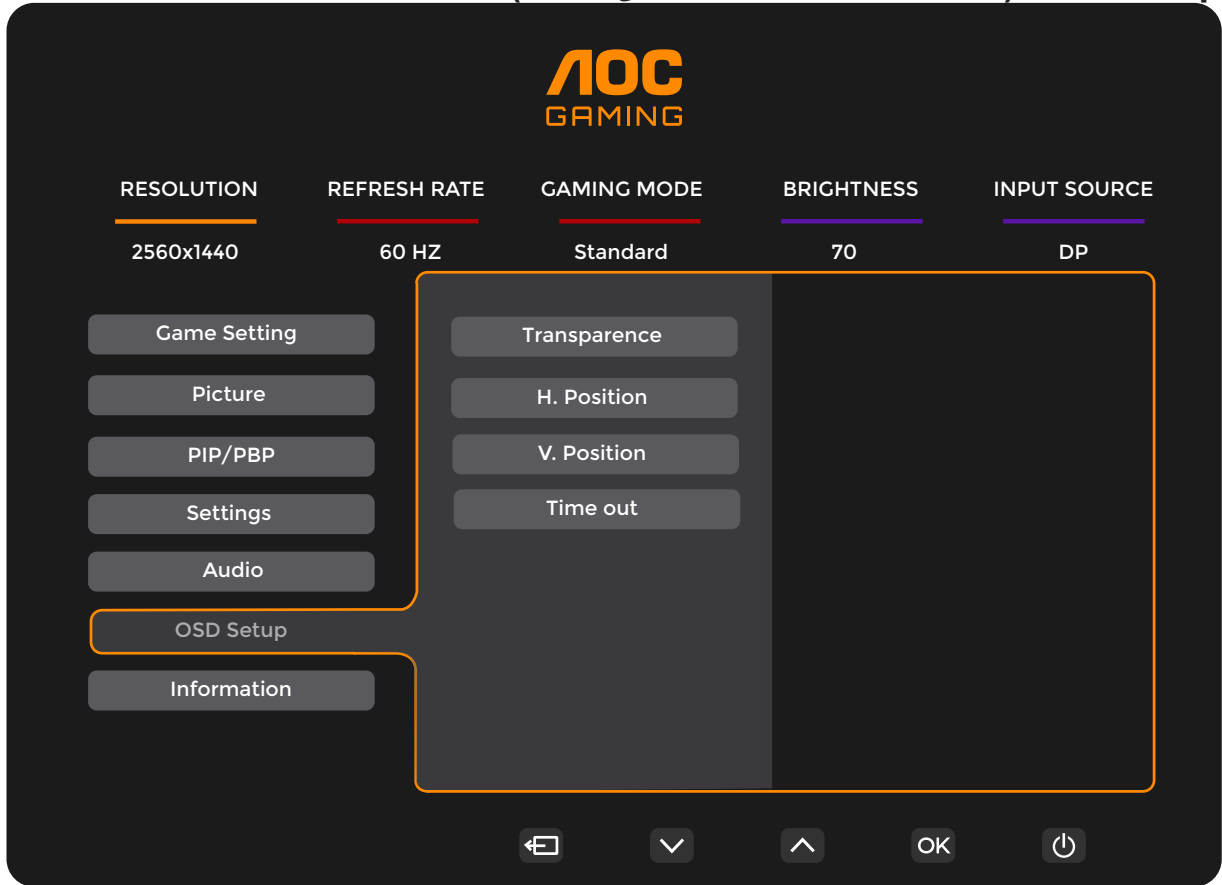 AOC
GAMING
RESOLUTION REFRESH RATE GAMING MODE BRIGHTNESS INPUT SOURCE
2560x1440 60 HZ Standard 70 DP
Game Setting
Transparence
Picture
H. Position
PIP/PBP
V. Position
Settings
Time out
Audio
OSD Setup
Information
OK